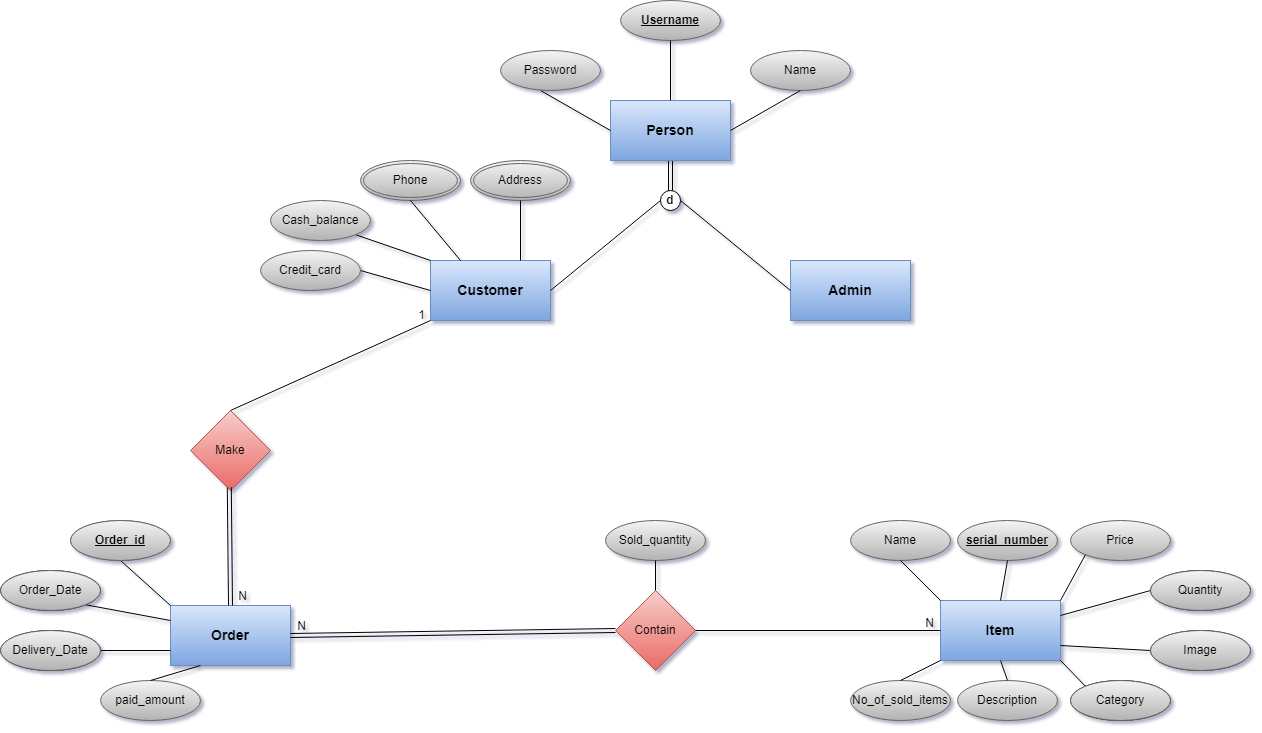 Username
Password
Name
Person
Phone
Address
d
Cash_balance
Credit_card
Customer
Admin
1
Make
Order_id
Sold_quantity
Name
serial_number
Price
Order_Date
N
Quantity
Order
N
Contain
N
Item
Delivery_Date
Image
paid_amount
No_of_sold_items
Description
Category